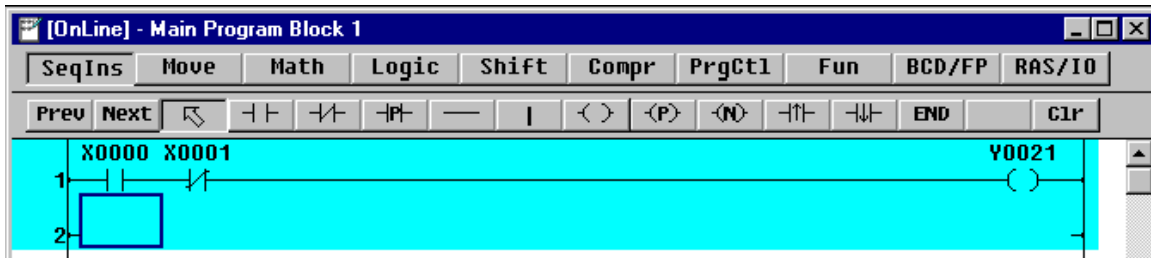 [OnLine] - Main Program Block 1
SeqIns Move Math Logic Shift Compr PrgCtl Fun BCD/FP RAS/IO
Prev Next (P) (N) END Clr
X0000 X0001 Y0021
1
2